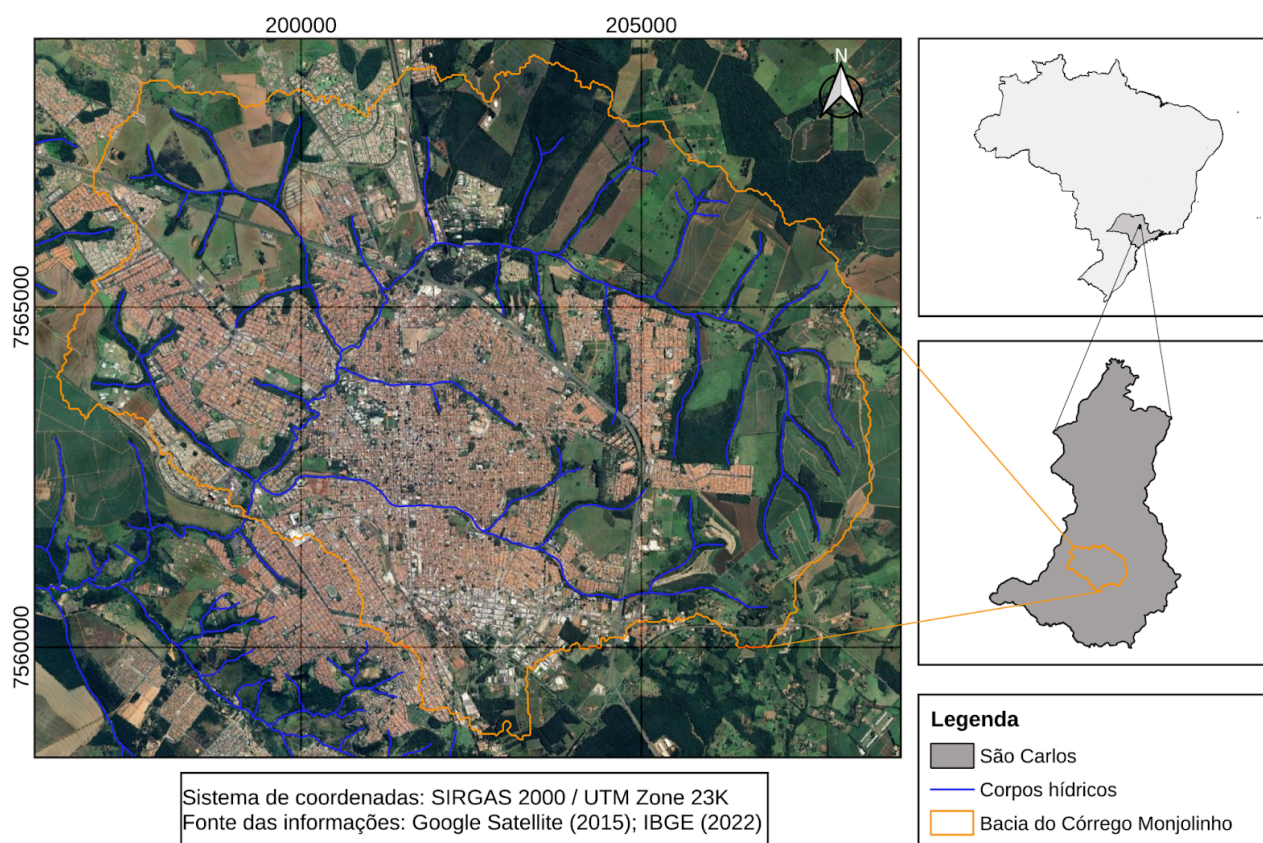 200000
205000
N
7565000
7560000
Legenda
São Carlos
Corpos hídricos
Bacia do Córrego Monjolinho
Sistema de coordenadas: SIRGAS 2000 / UTM Zone 23K
Fonte das informações: Google Satellite (2015); IBGE (2022)